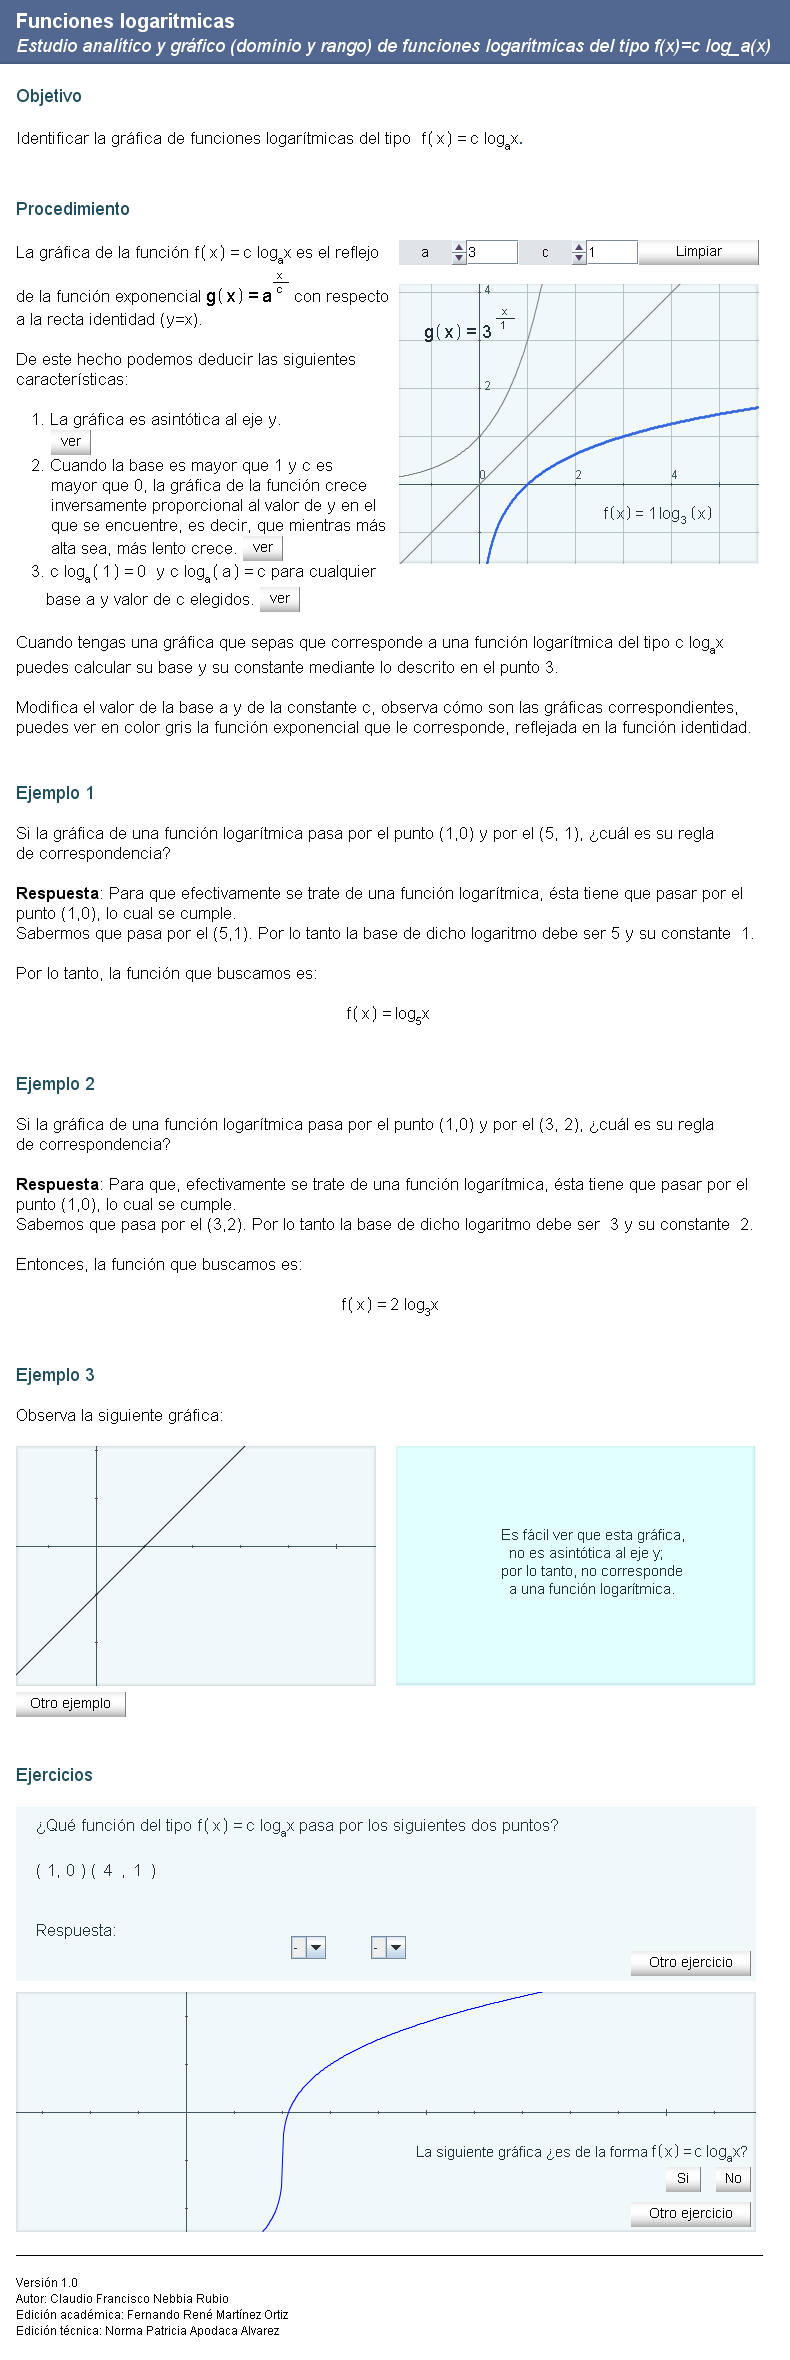 Funciones logaritmicas
Estudio analítico y gráfico (dominio y rango) de funciones logarítmicas del tipo f(x)=c log_a(x)
Objetivo
Identificar la gráfica de funciones logarítmicas del tipo f( x ) = c logax.
Procedimiento
La gráfica de la función f( x ) = c logax es el reflejo
de la función exponencial g( x ) = a^(x/c) con respecto
a la recta identidad (y=x).
De este hecho podemos deducir las siguientes
características:
1. La gráfica es asintótica al eje y.
ver
2. Cuando la base es mayor que 1 y c es
mayor que 0, la gráfica de la función crece
inversamente proporcional al valor de y en el
que se encuentre, es decir, que mientras más
alta sea, más lento crece. ver
3. c loga( 1 ) = 0 y c loga( a ) = c para cualquier
base a y valor de c elegidos. ver
a 3 c 1 Limpiar
4
g( x ) = 3^(x/1)
2
0 2 4
f( x ) = 1 log3 ( x )
Cuando tengas una gráfica que sepas que corresponde a una función logarítmica del tipo c logax
puedes calcular su base y su constante mediante lo descrito en el punto 3.
Modifica el valor de la base a y de la constante c, observa cómo son las gráficas correspondientes,
puedes ver en color gris la función exponencial que le corresponde, reflejada en la función identidad.
Ejemplo 1
Si la gráfica de una función logarítmica pasa por el punto (1,0) y por el (5, 1), ¿cuál es su regla
de correspondencia?
Respuesta: Para que efectivamente se trate de una función logarítmica, ésta tiene que pasar por el
punto (1,0), lo cual se cumple.
Sabermos que pasa por el (5,1). Por lo tanto la base de dicho logaritmo debe ser 5 y su constante 1.
Por lo tanto, la función que buscamos es:
f( x ) = log5x
Ejemplo 2
Si la gráfica de una función logarítmica pasa por el punto (1,0) y por el (3, 2), ¿cuál es su regla
de correspondencia?
Respuesta: Para que, efectivamente se trate de una función logarítmica, ésta tiene que pasar por el
punto (1,0), lo cual se cumple.
Sabemos que pasa por el (3,2). Por lo tanto la base de dicho logaritmo debe ser 3 y su constante 2.
Entonces, la función que buscamos es:
f( x ) = 2 log3x
Ejemplo 3
Observa la siguiente gráfica:
Es fácil ver que esta gráfica,
no es asintótica al eje y;
por lo tanto, no corresponde
a una función logarítmica.
Otro ejemplo
Ejercicios
¿Qué función del tipo f( x ) = c logax pasa por los siguientes dos puntos?
( 1, 0 ) ( 4 , 1 )
Respuesta:
- -
Otro ejercicio
La siguiente gráfica ¿es de la forma f( x ) = c logax?
Si No
Otro ejercicio
Versión 1.0
Autor: Claudio Francisco Nebbia Rubio
Edición académica: Fernando René Martínez Ortiz
Edición técnica: Norma Patricia Apodaca Alvarez